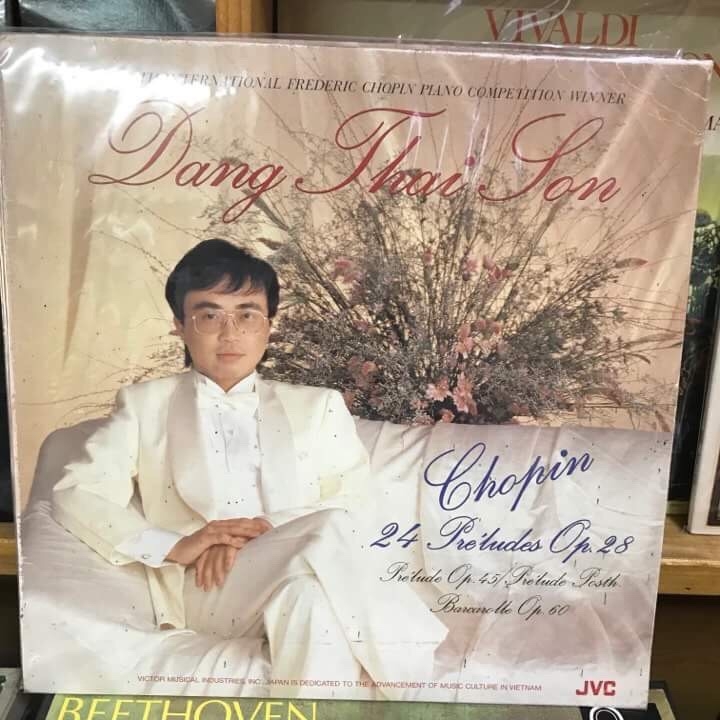 VIVALDI
INTERNATIONAL FREDERIC CHOPIN PIANO COMPETITION WINNER
Dang Thai Son
Chopin
24 Préludes Op. 28
Prélude Op. 45/Prélude Posth.
Barcarolle Op. 60
VICTOR MUSICAL INDUSTRIES, INC., JAPAN IS DEDICATED TO THE ADVANCEMENT OF MUSIC CULTURE IN VIETNAM
JVC
BEETHOVEN